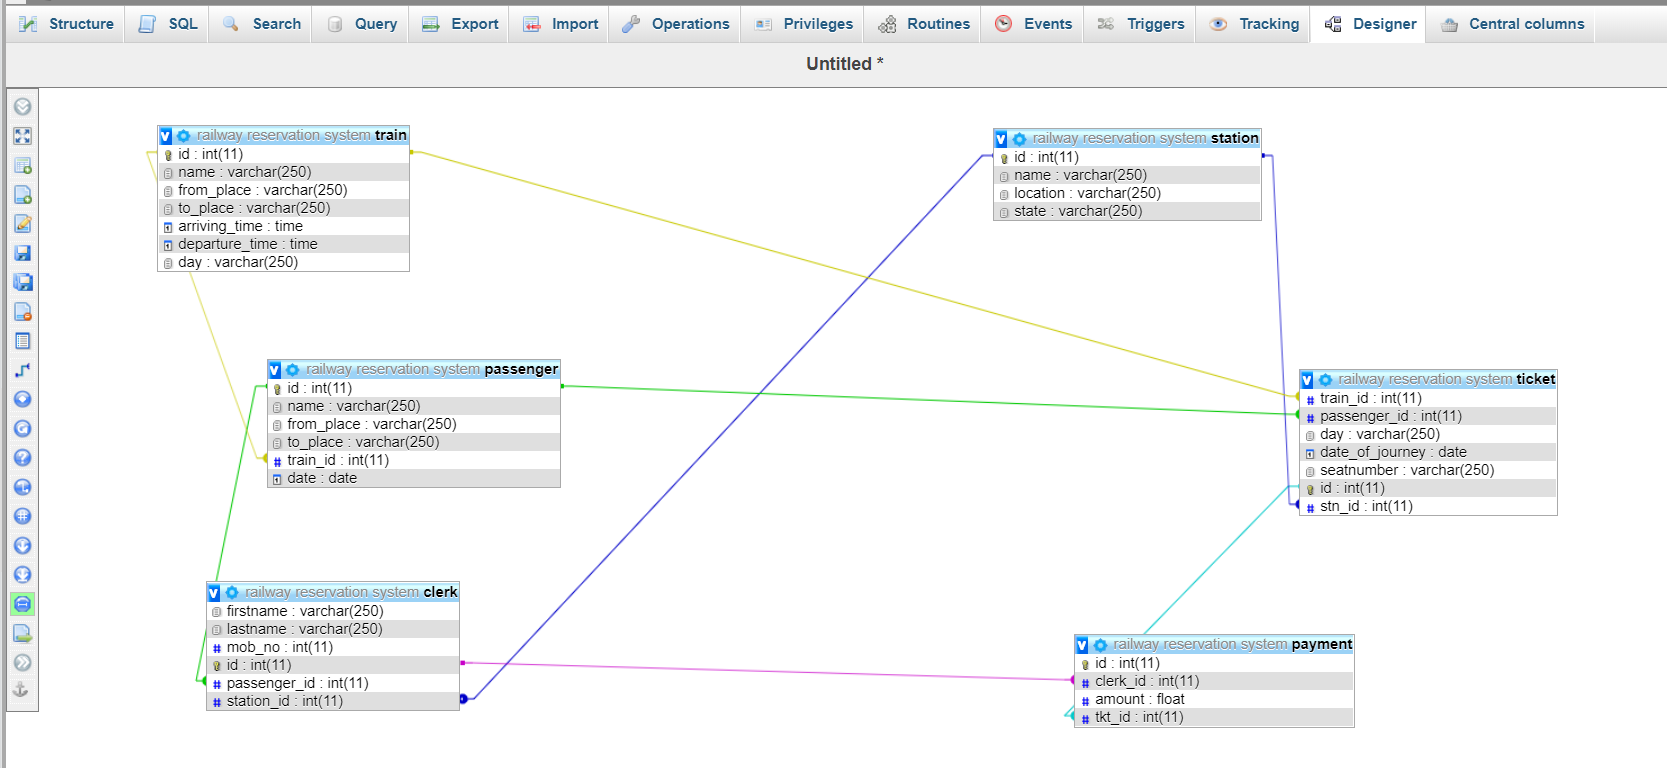 Structure SQL Search Query Export Import Operations Privileges Routines Events Triggers Tracking Designer Central columns
Untitled *
railway reservation system train
id : int(11)
name : varchar(250)
from_place : varchar(250)
to_place : varchar(250)
arriving_time : time
departure_time : time
day : varchar(250)
railway reservation system station
id : int(11)
name : varchar(250)
location : varchar(250)
state : varchar(250)
railway reservation system passenger
id : int(11)
name : varchar(250)
from_place : varchar(250)
to_place : varchar(250)
train_id : int(11)
date : date
railway reservation system ticket
train_id : int(11)
passenger_id : int(11)
day : varchar(250)
date_of_journey : date
seatnumber : varchar(250)
id : int(11)
stn_id : int(11)
railway reservation system clerk
firstname : varchar(250)
lastname : varchar(250)
mob_no : int(11)
id : int(11)
passenger_id : int(11)
station_id : int(11)
railway reservation system payment
id : int(11)
clerk_id : int(11)
amount : float
tkt_id : int(11)